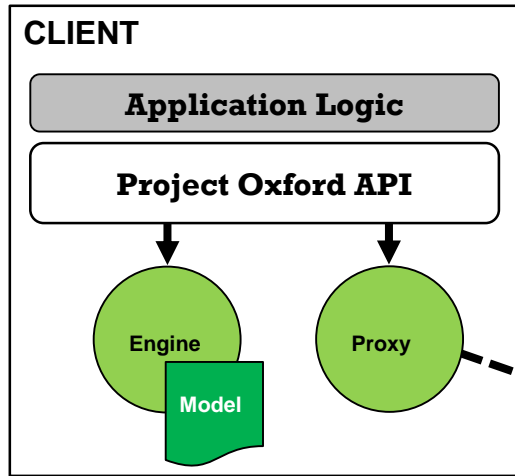 CLIENT
Application Logic
Project Oxford API
Engine
Proxy
Model